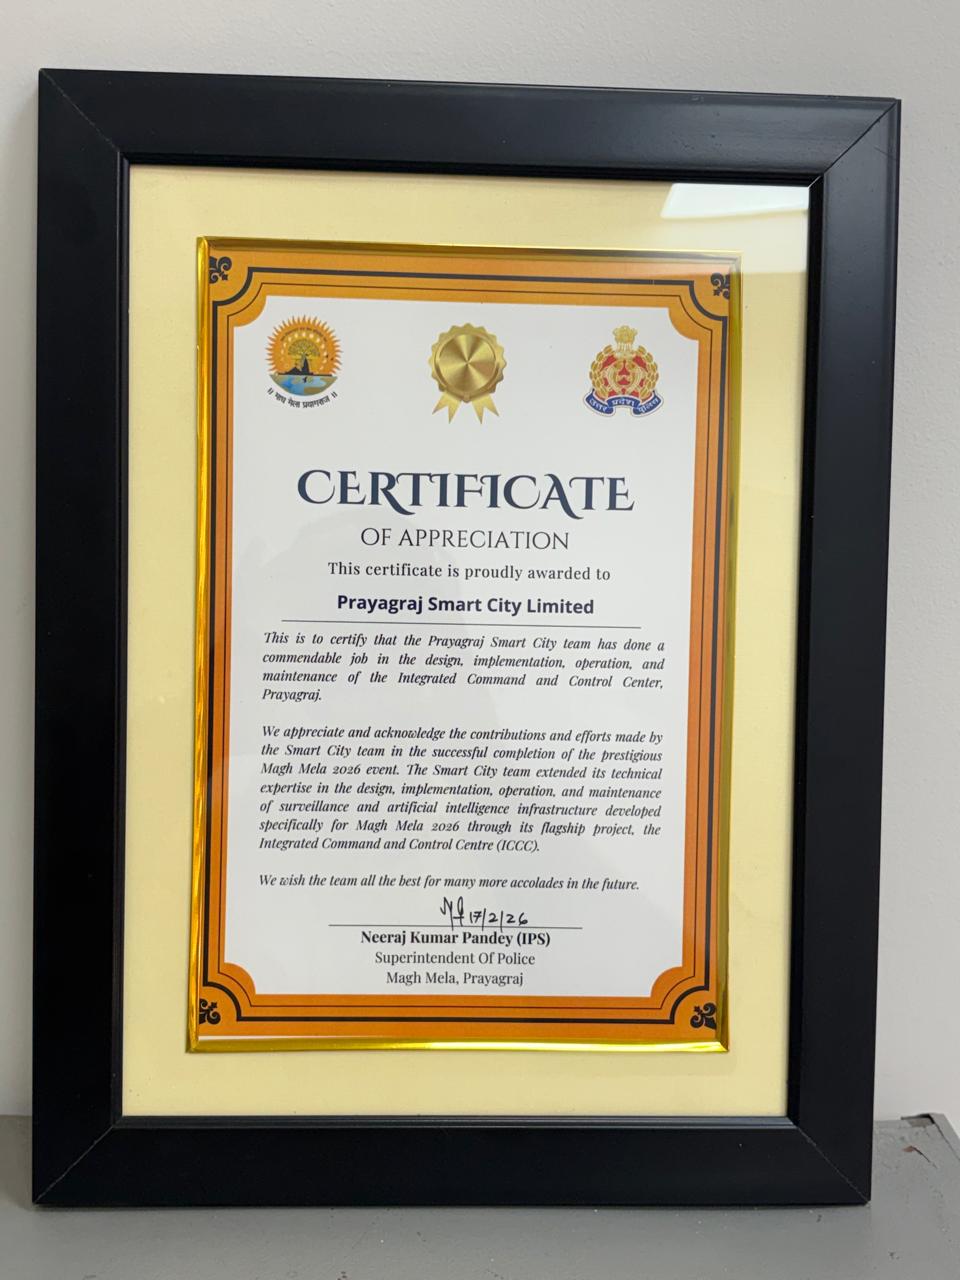 ॥ माघ मेला प्रयागराज ॥
उत्तर प्रदेश पुलिस
CERTIFICATE
OF APPRECIATION
This certificate is proudly awarded to
Prayagraj Smart City Limited
This is to certify that the Prayagraj Smart City team has done a
commendable job in the design, implementation, operation, and
maintenance of the Integrated Command and Control Center,
Prayagraj.
We appreciate and acknowledge the contributions and efforts made by
the Smart City team in the successful completion of the prestigious
Magh Mela 2026 event. The Smart City team extended its technical
expertise in the design, implementation, operation, and maintenance
of surveillance and artificial intelligence infrastructure developed
specifically for Magh Mela 2026 through its flagship project, the
Integrated Command and Control Centre (ICCC).
We wish the team all the best for many more accolades in the future.
17/2/26
Neeraj Kumar Pandey (IPS)
Superintendent Of Police
Magh Mela, Prayagraj